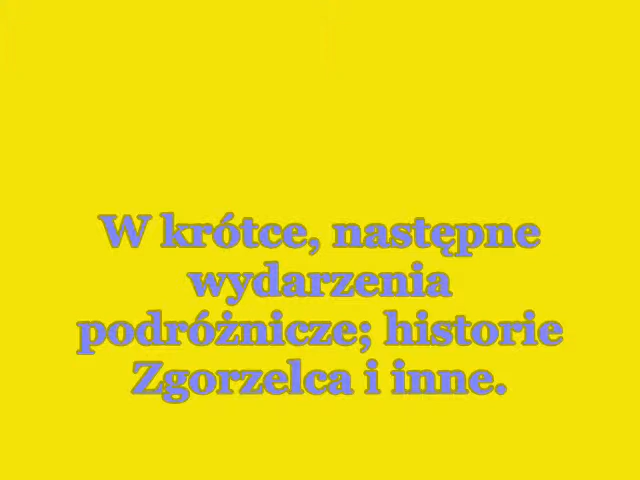 W krótce, następne
wydarzenia
podróżnicze; historie
Zgorzelca i inne.